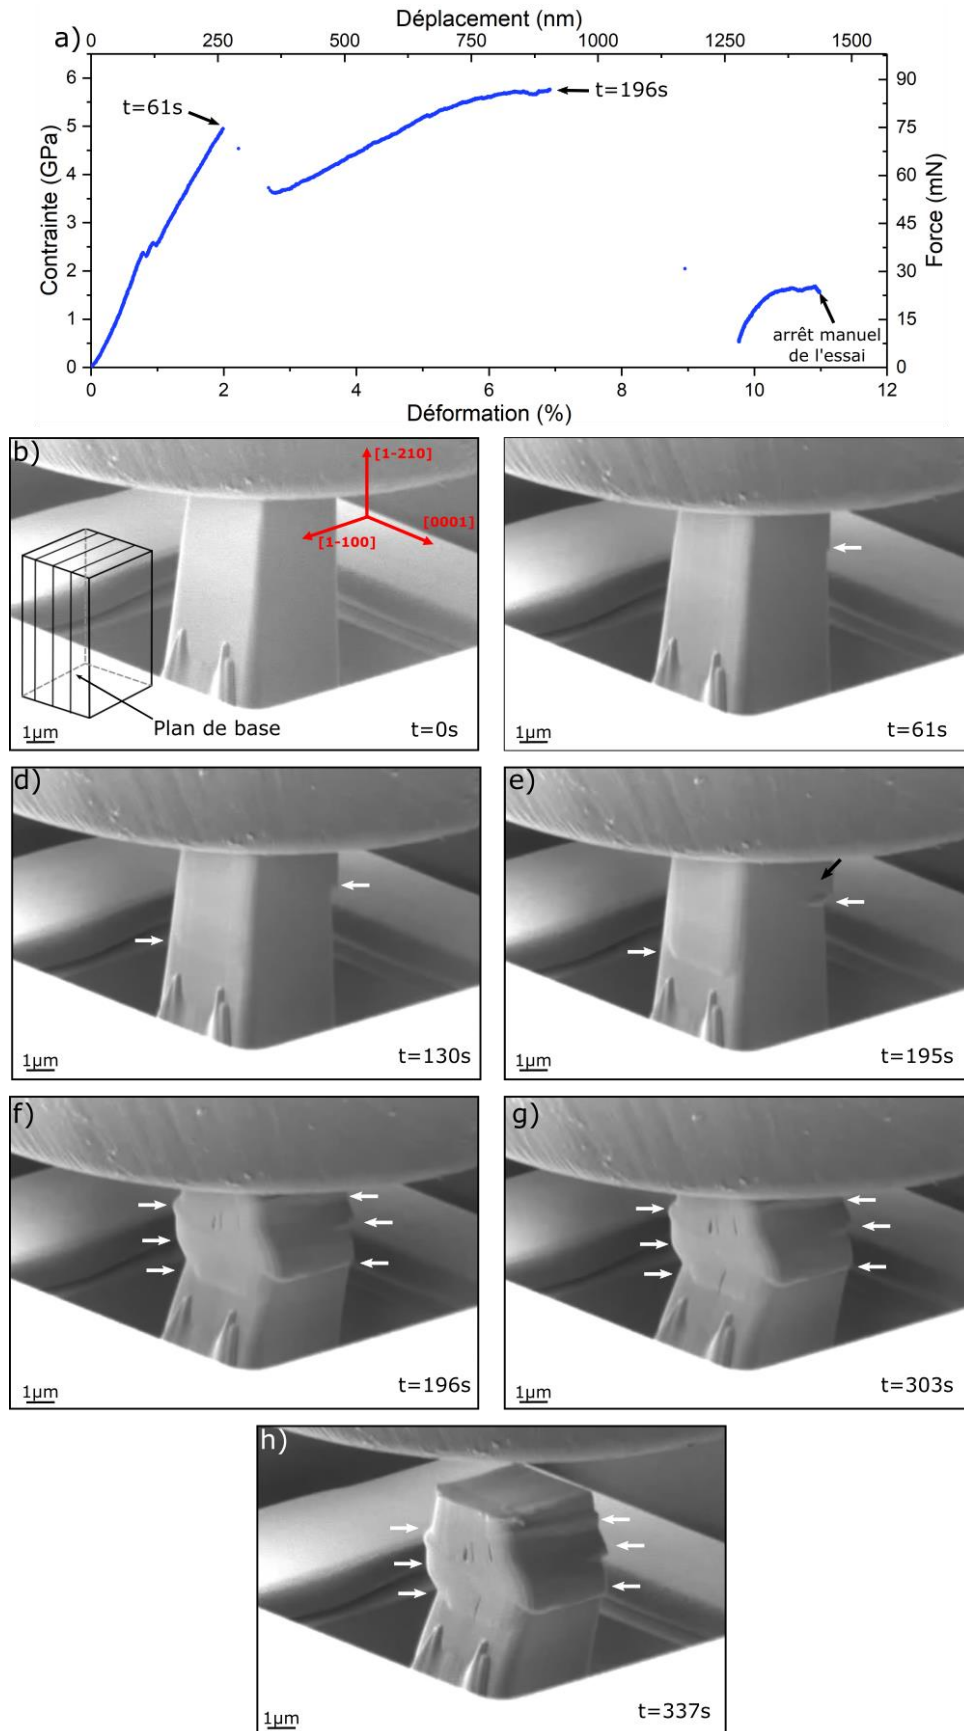 a)
Déplacement (nm)
0 250 500 750 1000 1250 1500
Contrainte (GPa)
6
5
4
3
2
1
0
Force (mN)
90
75
60
45
30
15
0
t=61s
t=196s
arrêt manuel
de l'essai
0 2 4 6 8 10 12
Déformation (%)
b)
[1-210]
[0001]
[1-100]
Plan de base
1µm
t=0s
1µm
t=61s
d)
1µm
t=130s
e)
1µm
t=195s
f)
1µm
t=196s
g)
1µm
t=303s
h)
1µm
t=337s